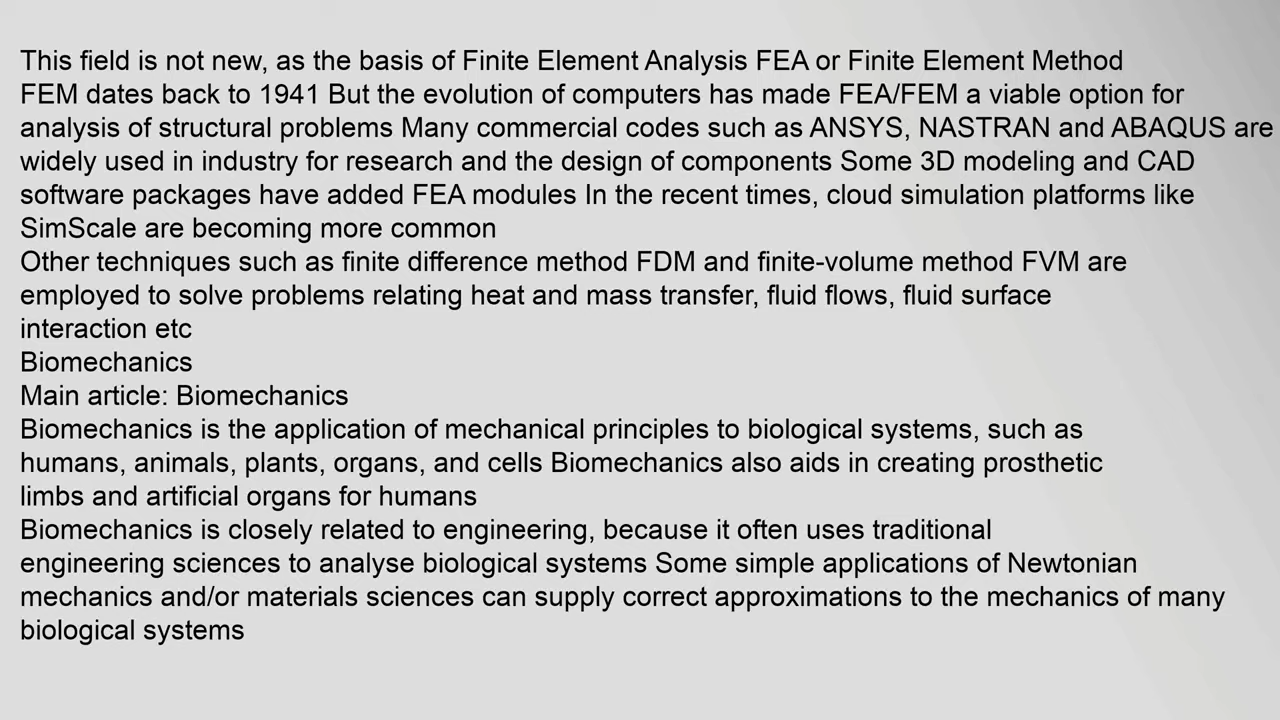 This field is not new, as the basis of Finite Element Analysis FEA or Finite Element Method
FEM dates back to 1941 But the evolution of computers has made FEA/FEM a viable option for
analysis of structural problems Many commercial codes such as ANSYS, NASTRAN and ABAQUS are
widely used in industry for research and the design of components Some 3D modeling and CAD
software packages have added FEA modules In the recent times, cloud simulation platforms like
SimScale are becoming more common
Other techniques such as finite difference method FDM and finite-volume method FVM are
employed to solve problems relating heat and mass transfer, fluid flows, fluid surface
interaction etc
Biomechanics
Main article: Biomechanics
Biomechanics is the application of mechanical principles to biological systems, such as
humans, animals, plants, organs, and cells Biomechanics also aids in creating prosthetic
limbs and artificial organs for humans
Biomechanics is closely related to engineering, because it often uses traditional
engineering sciences to analyse biological systems Some simple applications of Newtonian
mechanics and/or materials sciences can supply correct approximations to the mechanics of many
biological systems